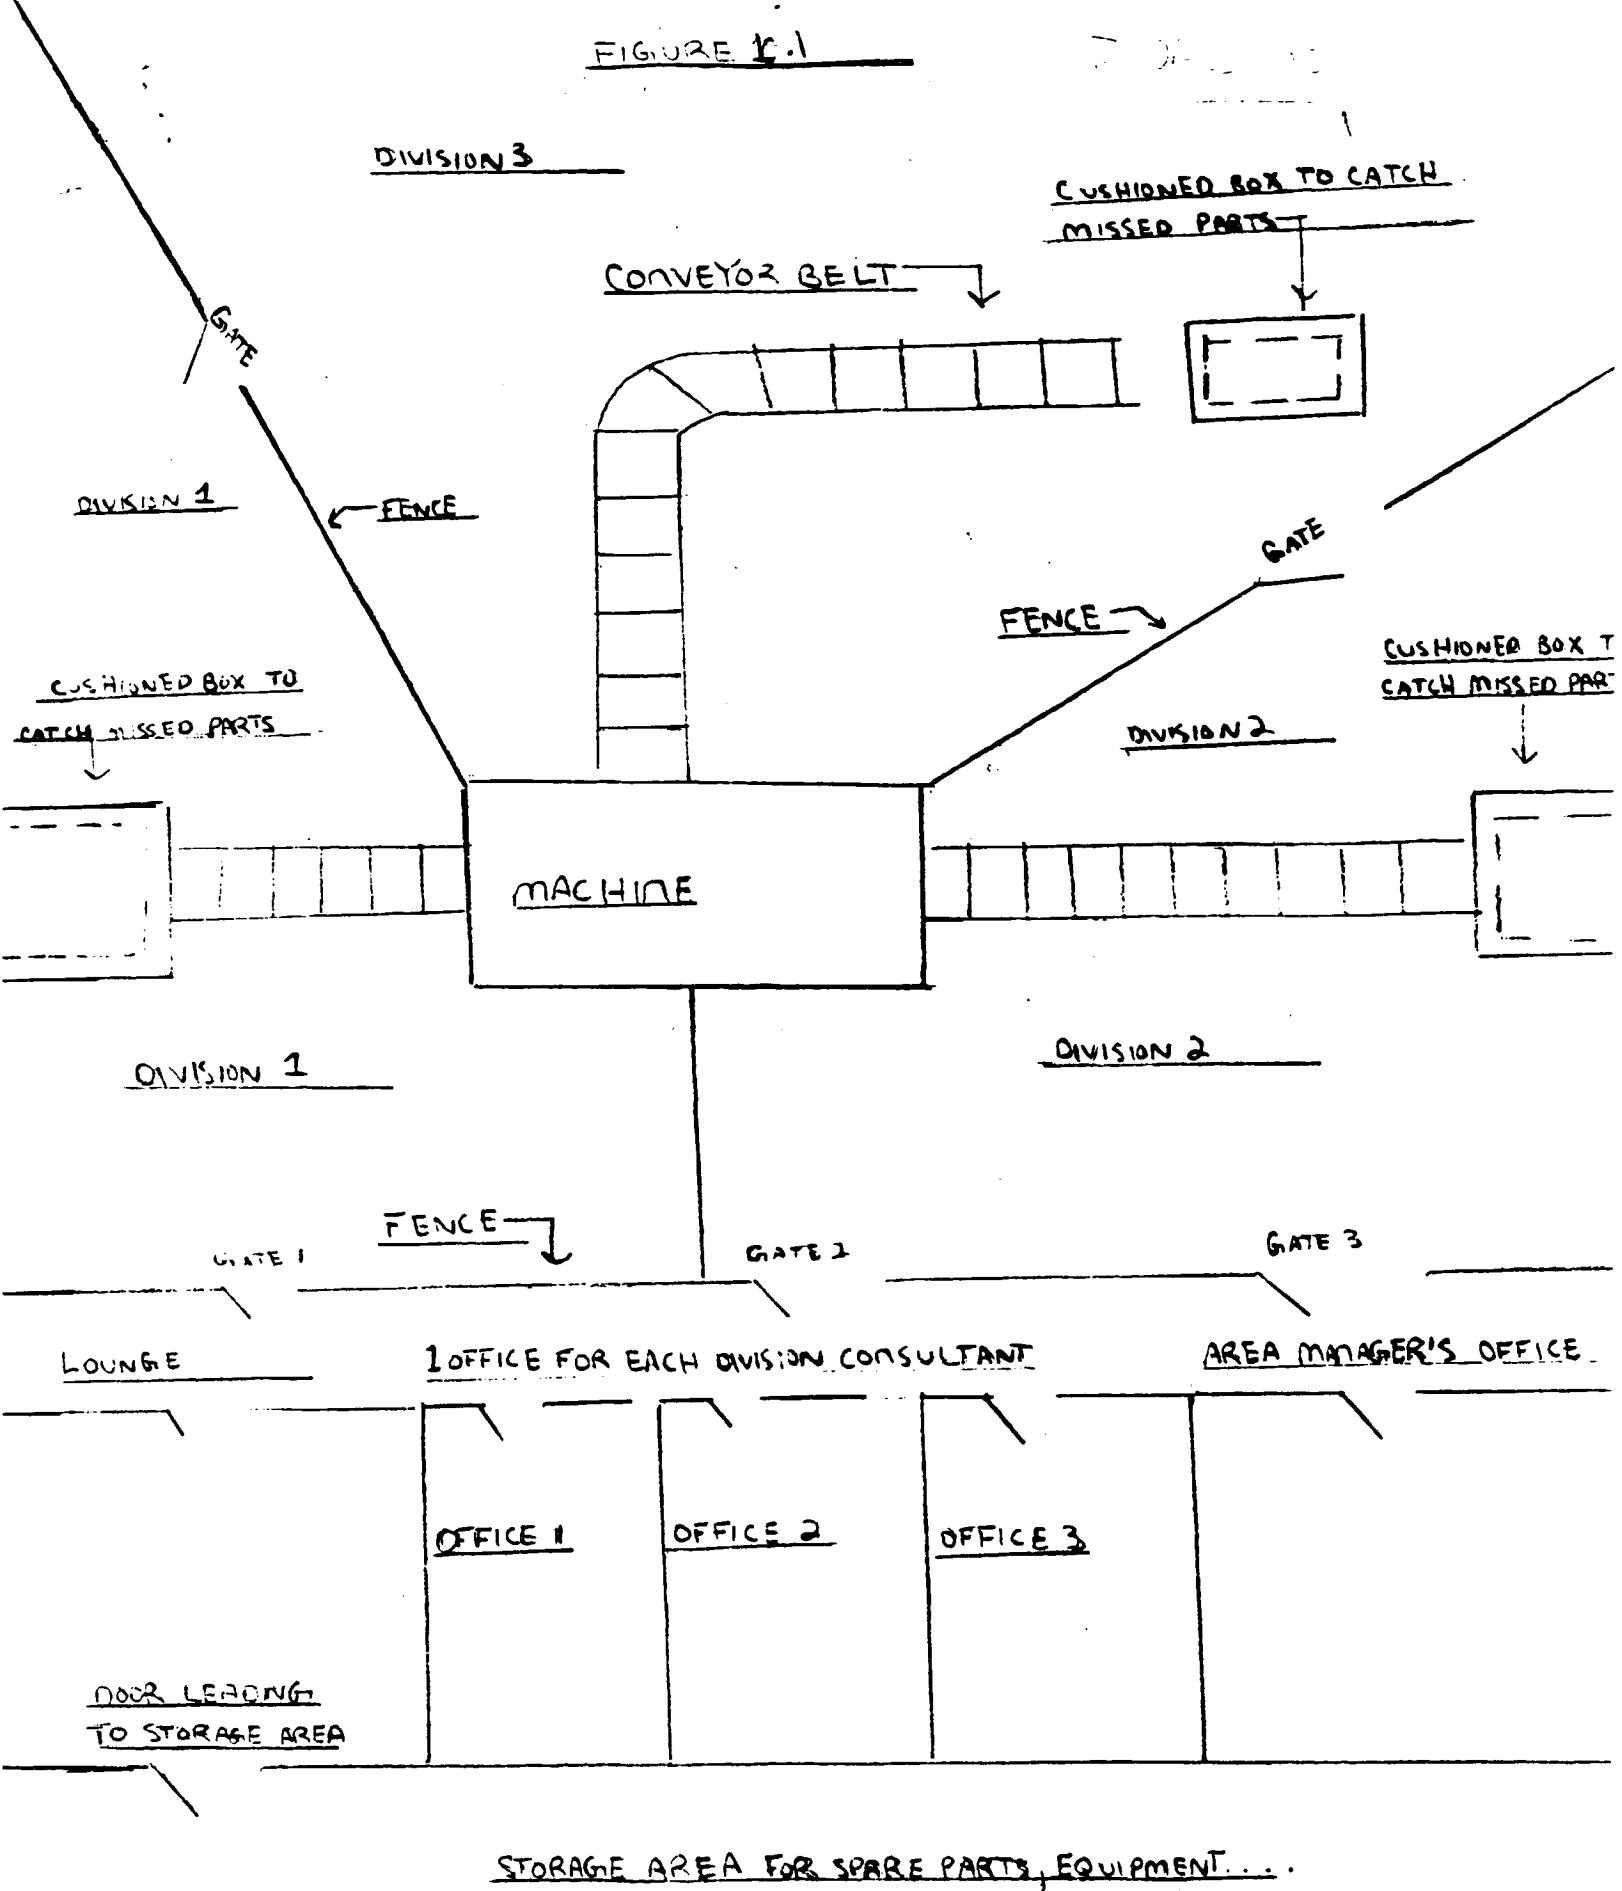 FIGURE
DIVISION 3
CUSHIONED BOX TO CATCH
MISSED PARTS
CONVEYOR BELT
GATE
DIVISION 1
FENCE
GATE
FENCE
CUSHIONED BOX T
CATCH MISSED PAR
CUSHIONED BOX TO
CATCH MISSED PARTS
DIVISION 2
MACHINE
DIVISION 1
DIVISION 2
FENCE
GATE 1
GATE 2
GATE 3
LOUNGE
1 OFFICE FOR EACH DIVISION CONSULTANT
AREA MANAGER'S OFFICE
OFFICE 1
OFFICE 2
OFFICE 3
DOOR LEADING
TO STORAGE AREA
STORAGE AREA FOR SPARE PARTS, EQUIPMENT....